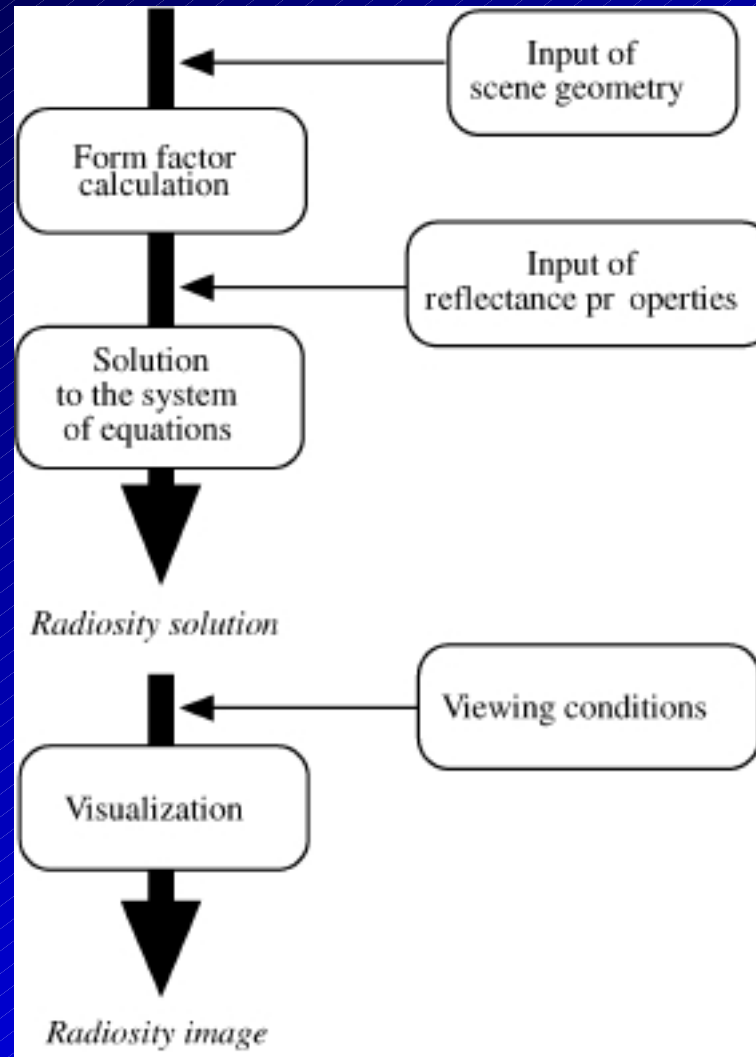 Input of
scene geometry
Form factor
calculation
Input of
reflectance pr operties
Solution
to the system
of equations
Radiosity solution
Viewing conditions
Visualization
Radiosity image